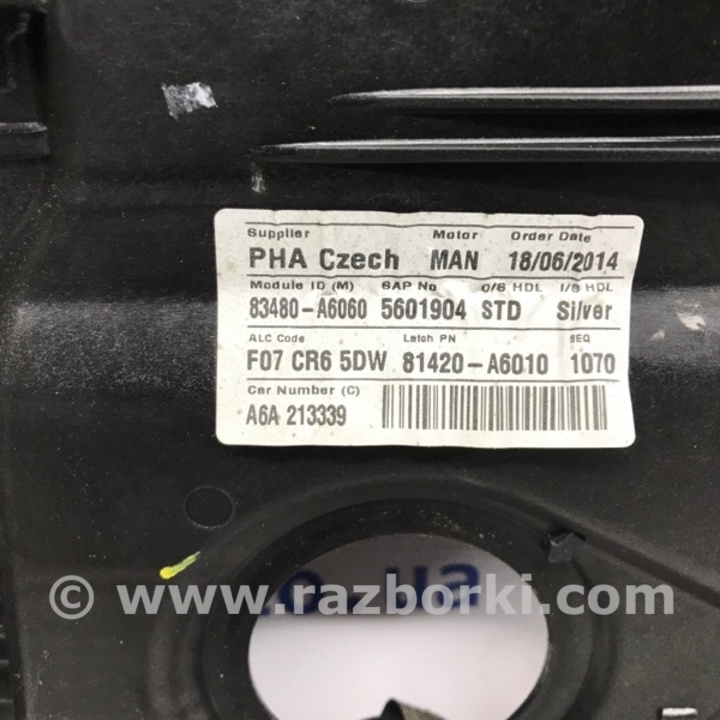 Supplier Motor Order Date
PHA Czech MAN 18/06/2014
Module ID (M) SAP No O/S HDL I/S HDL
83480-A6060 5601904 STD Silver
ALC Code Latch PN SEQ
F07 CR6 5DW 81420-A6010 1070
Car Number (C)
A6A 213339
© www.razborki.com